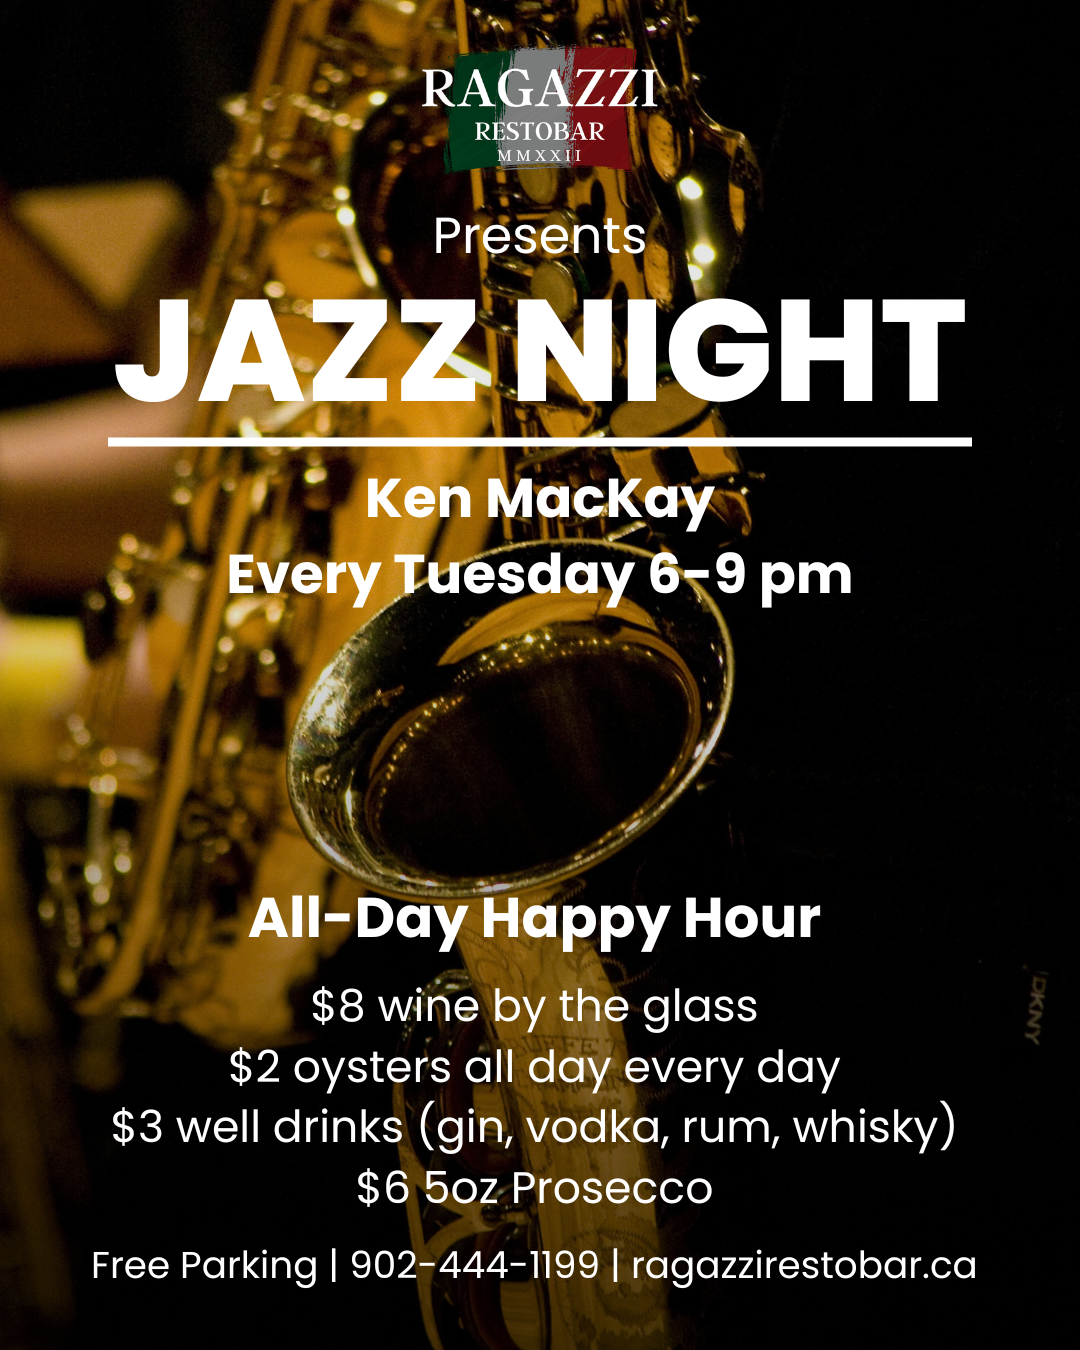 RAGAZZI
RESTOBAR
MMXXII
Presents
JAZZ NIGHT
Ken MacKay
Every Tuesday 6-9 pm
All-Day Happy Hour
$8 wine by the glass
$2 oysters all day every day
$3 well drinks (gin, vodka, rum, whisky)
$6 5oz Prosecco
Free Parking | 902-444-1199 | ragazzirestobar.ca
DKNY